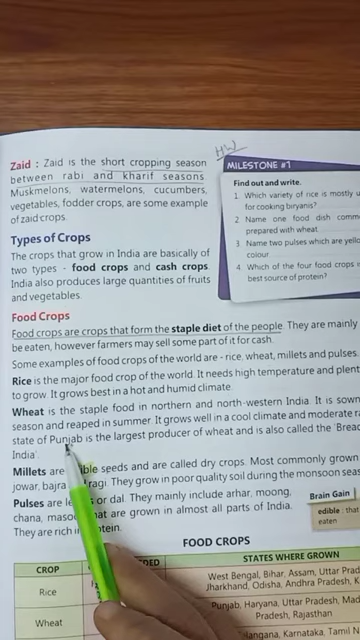 HW
Zaid : Zaid is the short cropping season
between rabi and kharif seasons.
Muskmelons, watermelons, cucumbers,
vegetables, fodder crops, are some example
of zaid crops.
MILESTONE #1
Find out and write.
1. Which variety of rice is mostly
for cooking biryanis?
2. Name one food dish
prepared with wheat
3. Name two pulses which are
colour
4. Which of the four food crops
best source of protein?
Types of Crops
The crops that grow in India are basically of
two types - food crops and cash crops.
India also produces large quantities of fruits
and vegetables.
Food Crops
Food crops are crops that form the staple diet of the people. They are mainly
be eaten, however farmers may sell some part of it for cash.
Some examples of food crops of the world are - rice, wheat, millets and pulses.
Rice is the major food crop of the world. It needs high temperature and
to grow. It grows best in a hot and humid climate.
Wheat is the staple food in northern and north-western India. It is
season and reaped in summer. It grows well in a cool climate and moderate
state of Punjab is the largest producer of wheat and is also called the
India'.
Millets are edible seeds and are called dry crops. Most commonly grown
jowar, bajra ragi. They grow in poor quality soil during the monsoon
Pulses are or dal. They mainly include arhar, moong,
chana, that are grown in almost all parts of India.
They are rich in
Brain Gain
edible : that
eaten
FOOD CROPS
CROP
STATES WHERE GROWN
Rice
West Bengal, Bihar, Assam, Uttar
Jharkhand, Odisha, Andhra Pradesh,
Wheat
Punjab, Haryana, Uttar Pradesh,
Pradesh, Rajasthan
Karnataka, Tamil